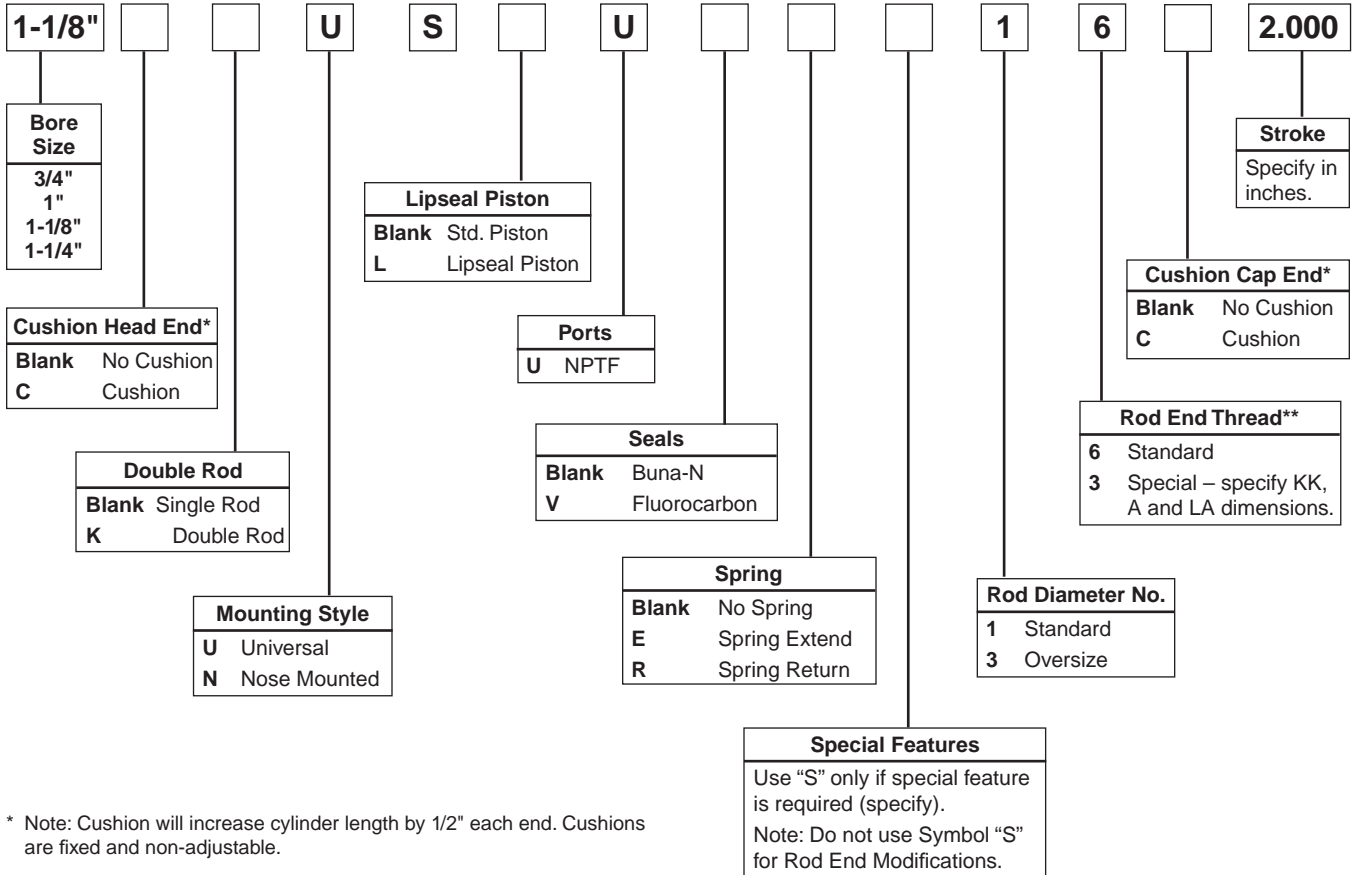 1-1/8" U S U 1 6 2.000
Bore
Size
3/4"
1"
1-1/8"
1-1/4"
Stroke
Specify in
inches.
Lipseal Piston
Blank Std. Piston
L Lipseal Piston
Cushion Cap End*
Blank No Cushion
C Cushion
Cushion Head End*
Blank No Cushion
C Cushion
Ports
U NPTF
Rod End Thread**
6 Standard
3 Special – specify KK,
A and LA dimensions.
Seals
Blank Buna-N
V Fluorocarbon
Double Rod
Blank Single Rod
K Double Rod
Spring
Blank No Spring
E Spring Extend
R Spring Return
Rod Diameter No.
1 Standard
3 Oversize
Mounting Style
U Universal
N Nose Mounted
Special Features
Use “S” only if special feature
is required (specify).
Note: Do not use Symbol “S”
for Rod End Modifications.
* Note: Cushion will increase cylinder length by 1/2" each end. Cushions
are fixed and non-adjustable.